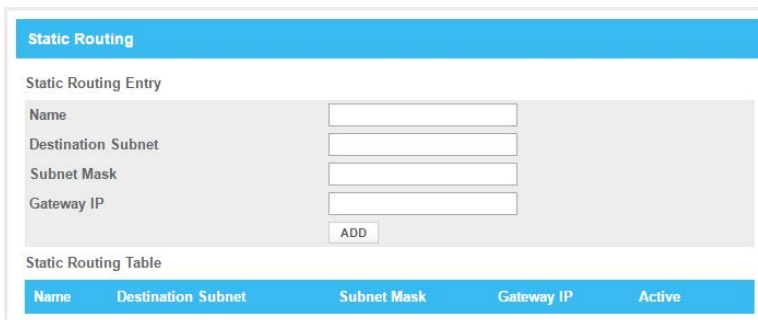 Static Routing
Static Routing Entry
Name
Destination Subnet
Subnet Mask
Gateway IP
ADD
Static Routing Table
Name Destination Subnet Subnet Mask Gateway IP Active